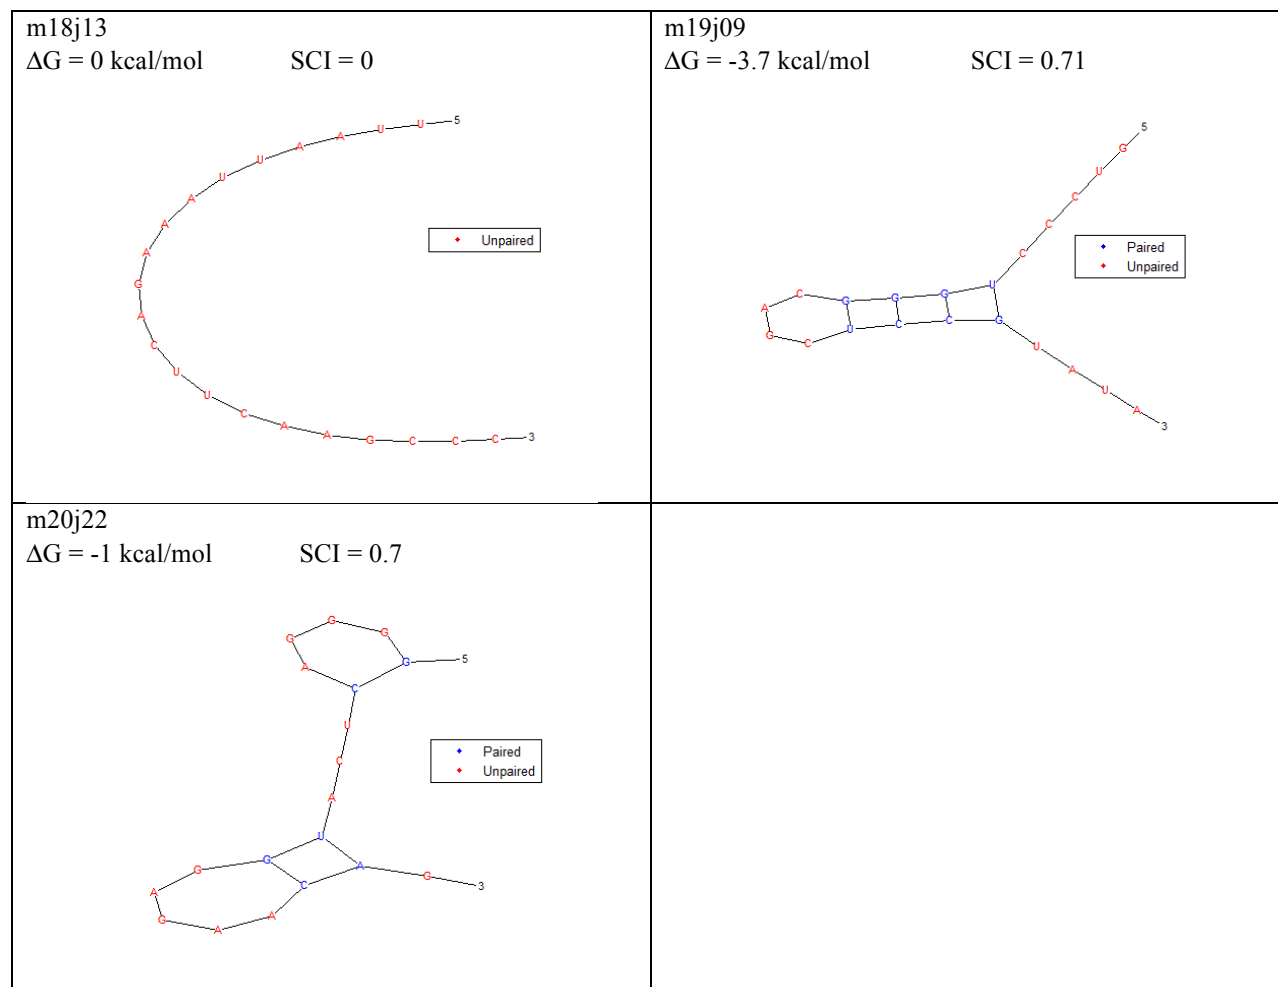 m18j13
ΔG = 0 kcal/mol SCI = 0
5 U U A A U U A A A G A C U U C A A G C C C 3
Unpaired
m19j09
ΔG = -3.7 kcal/mol SCI = 0.71
5 G U C C C U G G G C A G C U C C G U A U A 3
Paired
Unpaired
m20j22
ΔG = -1 kcal/mol SCI = 0.7
5 G G G G A C U C A U G G A G A A C A G 3
Paired
Unpaired